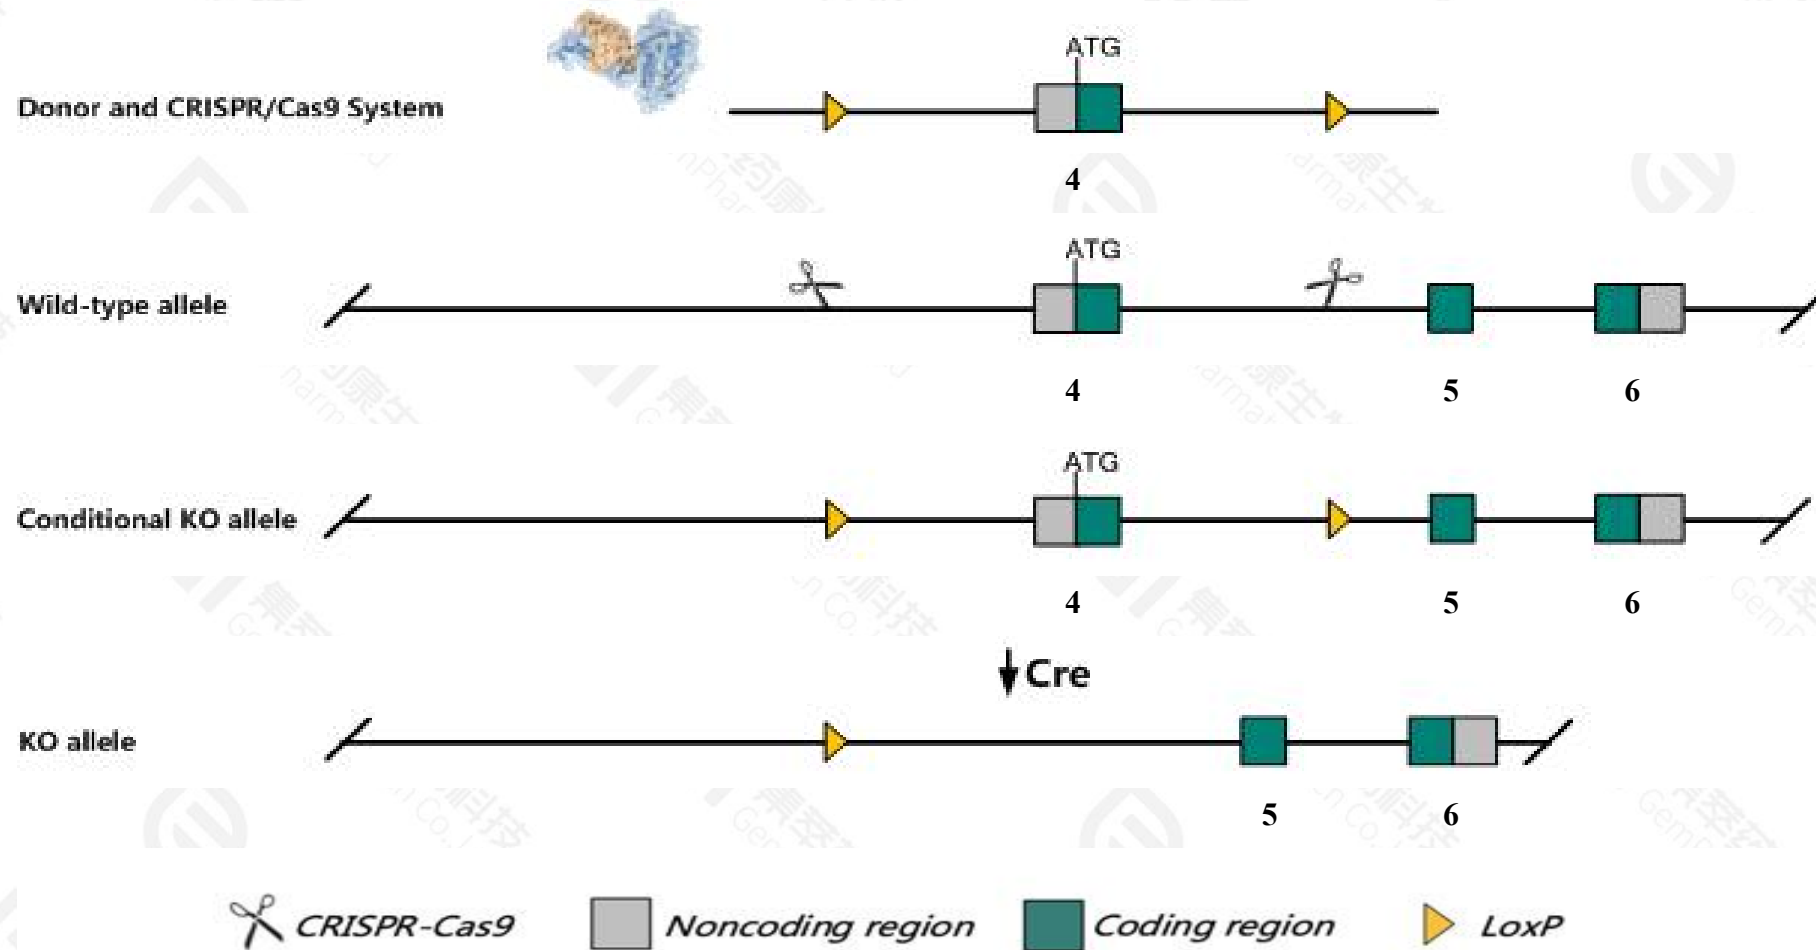 ATG
Donor and CRISPR/Cas9 System
4
ATG
Wild-type allele
4 5 6
ATG
Conditional KO allele
4 5 6
Cre
KO allele
5 6
CRISPR-Cas9 Noncoding region Coding region LoxP